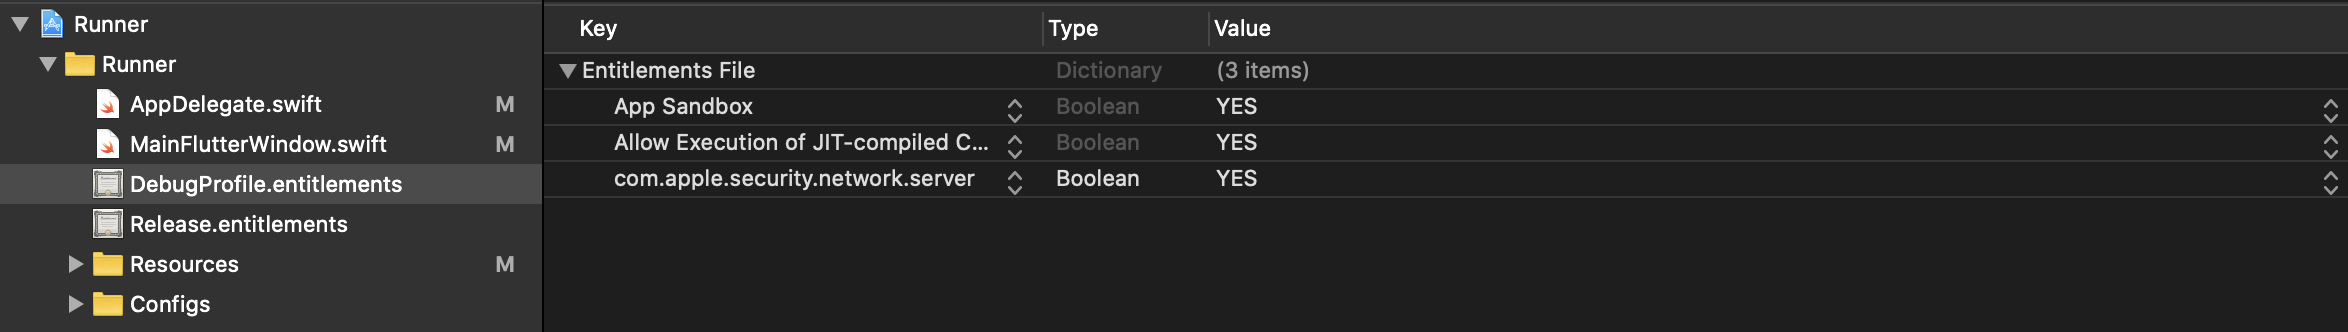 Runner
Runner
AppDelegate.swift M
MainFlutterWindow.swift M
DebugProfile.entitlements
Release.entitlements
Resources M
Configs
Key Type Value
Entitlements File Dictionary (3 items)
App Sandbox Boolean YES
Allow Execution of JIT-compiled C... Boolean YES
com.apple.security.network.server Boolean YES